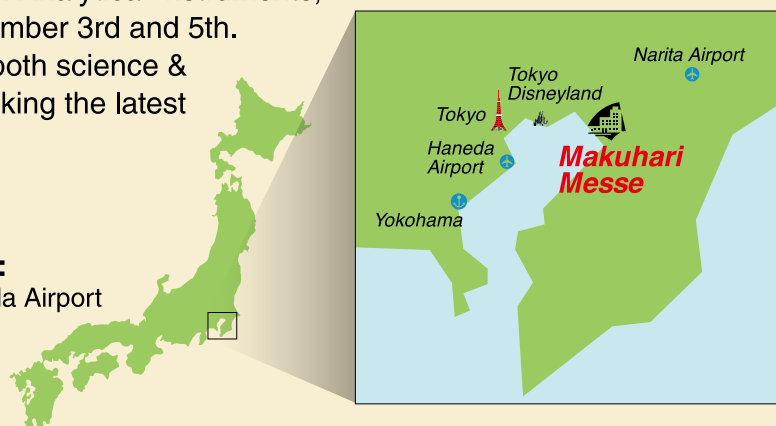 mber 3rd and 5th.
both science &
king the latest
:
a Airport
Narita Airport
Tokyo
Disneyland
Tokyo
Haneda
Airport
Makuhari
Messe
Yokohama